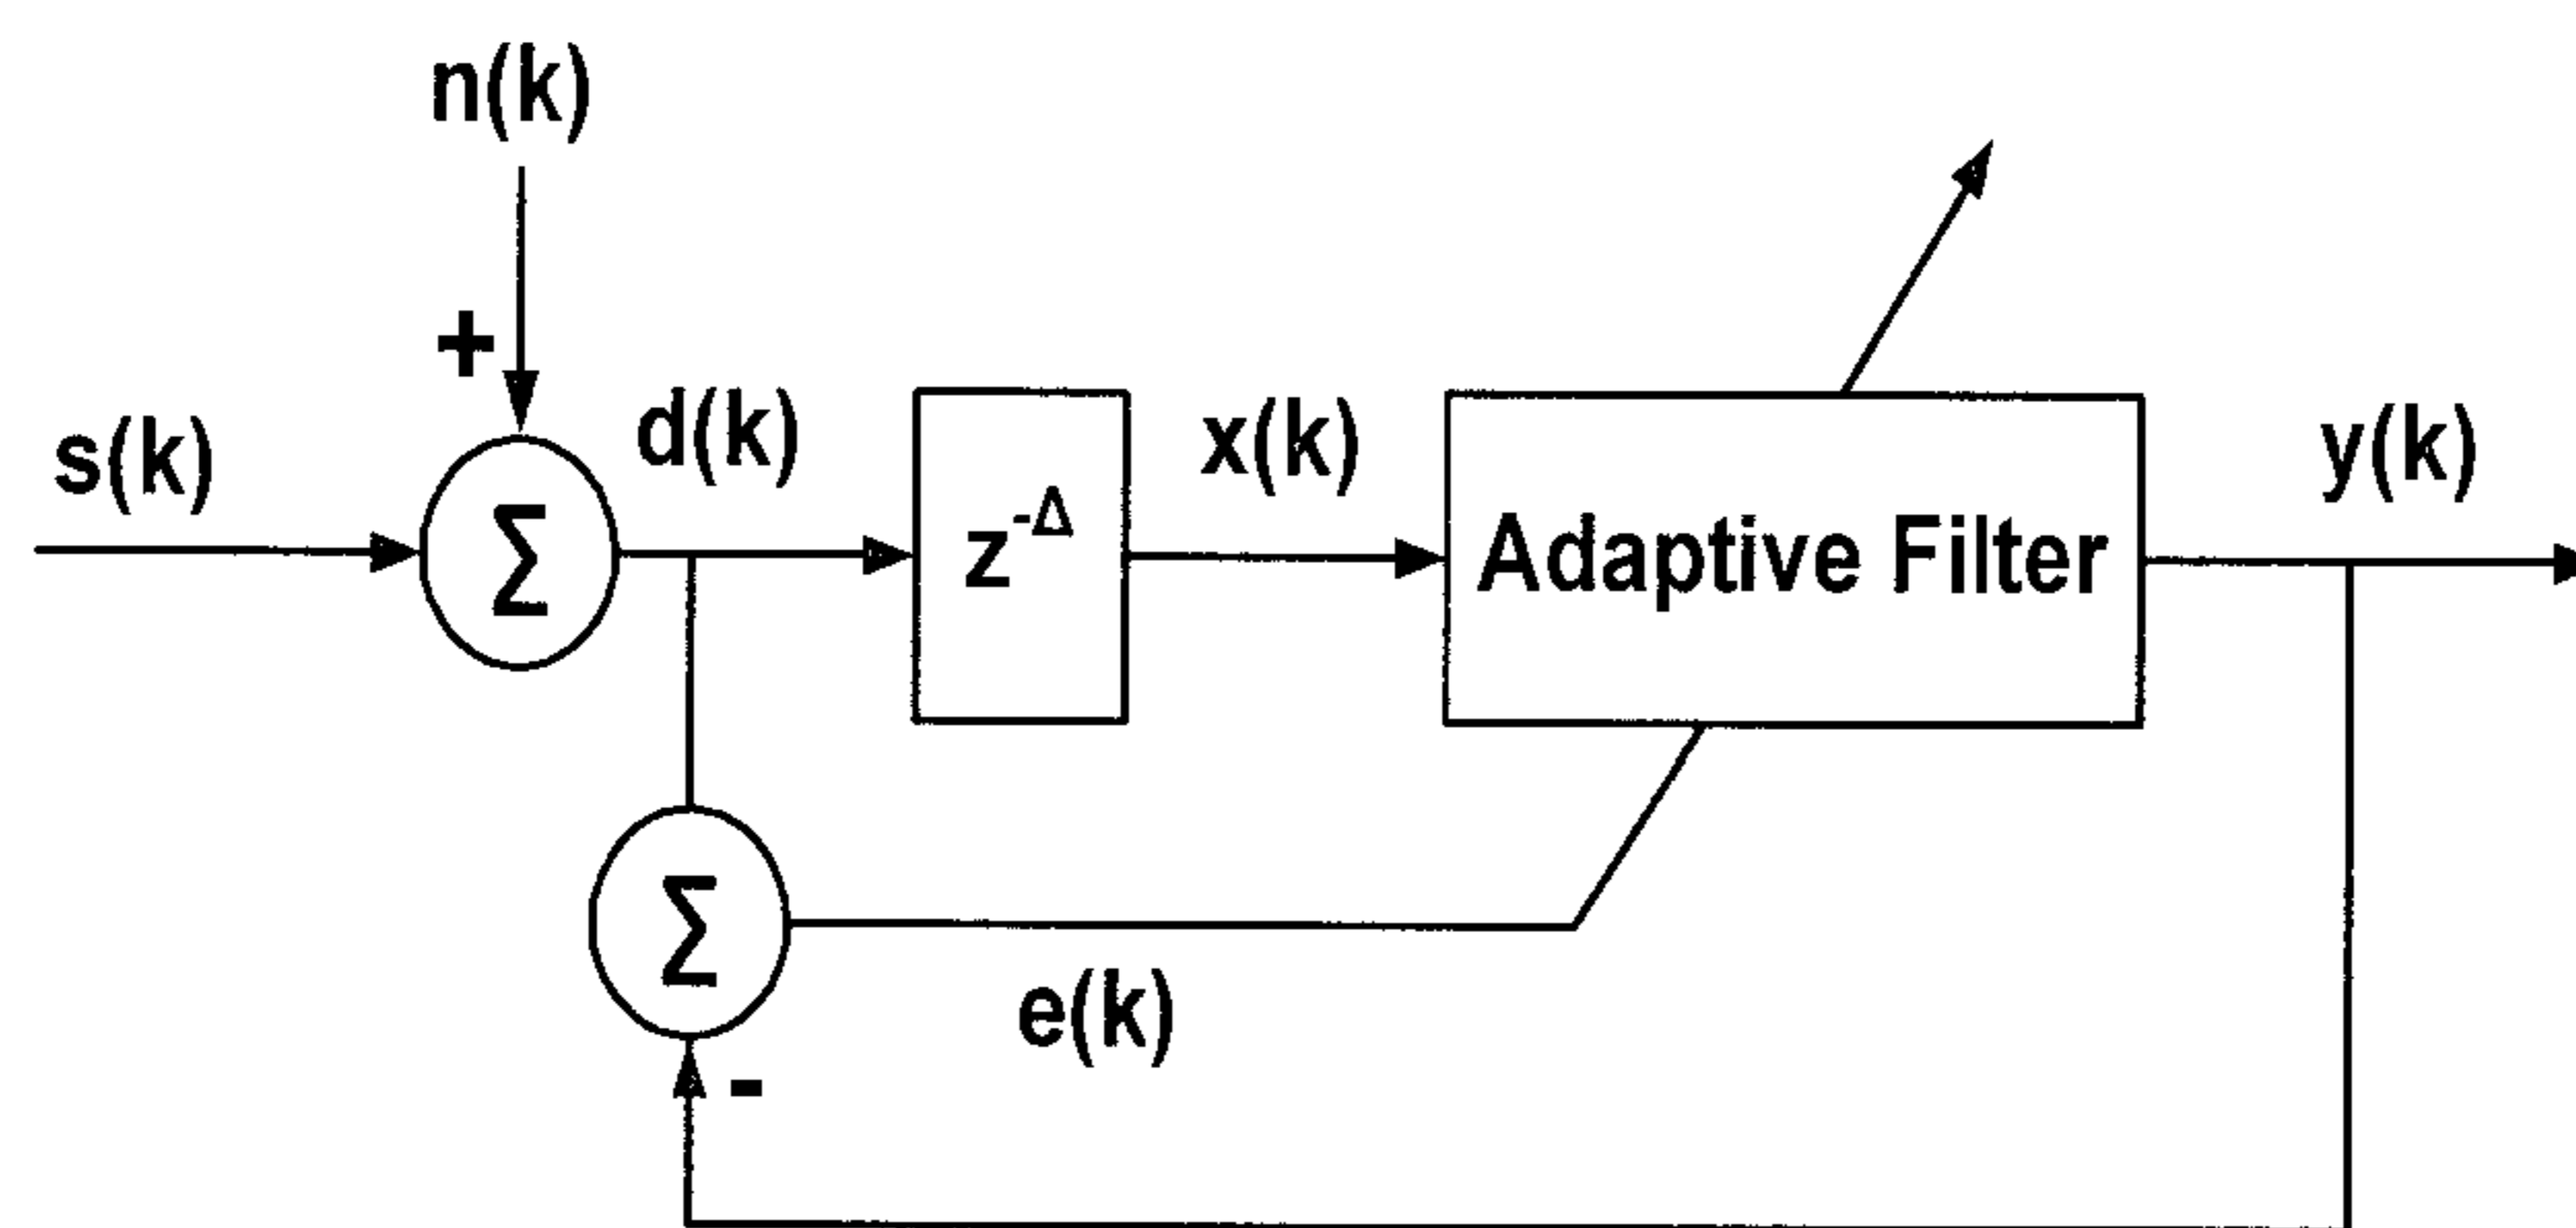 n(k)
+
s(k)
Σ
d(k)
z^-Δ
x(k)
Adaptive Filter
y(k)
Σ
e(k)
-